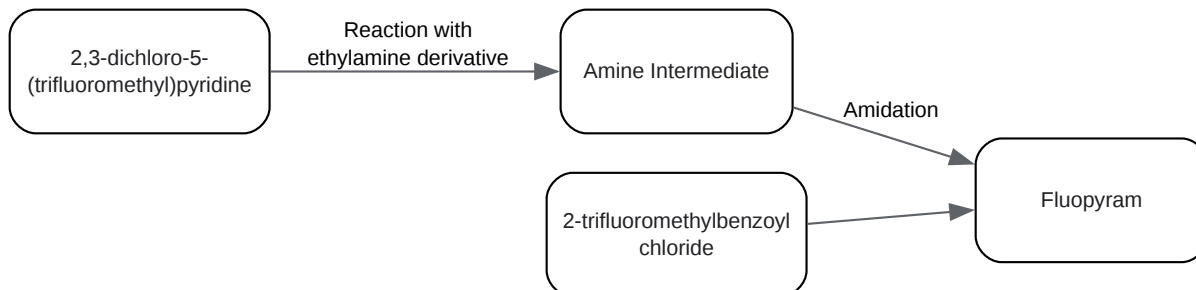 2,3-dichloro-5-
(trifluoromethyl)pyridine
Reaction with
ethylamine derivative
Amine Intermediate
Amidation
2-trifluoromethylbenzoyl
chloride
Fluopyram